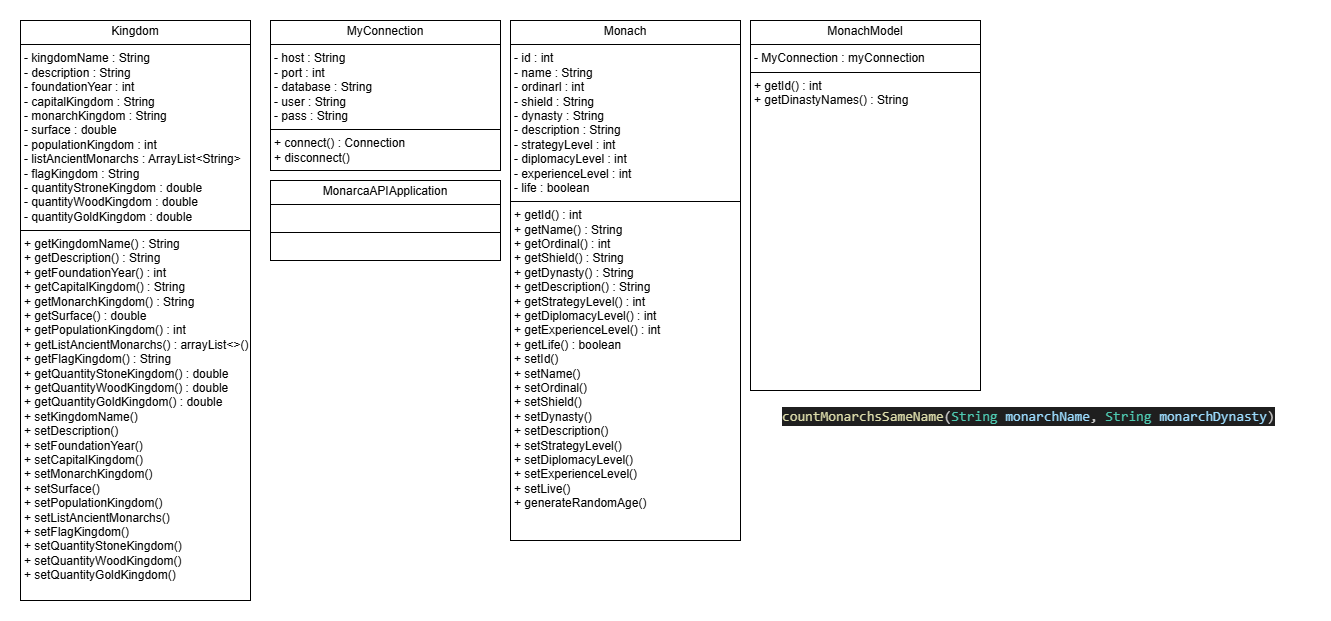 Kingdom
- kingdomName : String
- description : String
- foundationYear : int
- capitalKingdom : String
- monarchKingdom : String
- surface : double
- populationKingdom : int
- listAncientMonarchs : ArrayList<String>
- flagKingdom : String
- quantityStroneKingdom : double
- quantityWoodKingdom : double
- quantityGoldKingdom : double
+ getKingdomName() : String
+ getDescription() : String
+ getFoundationYear() : int
+ getCapitalKingdom() : String
+ getMonarchKingdom() : String
+ getSurface() : double
+ getPopulationKingdom() : int
+ getListAncientMonarchs() : arrayList<>()
+ getFlagKingdom() : String
+ getQuantityStoneKingdom() : double
+ getQuantityWoodKingdom() : double
+ getQuantityGoldKingdom() : double
+ setKingdomName()
+ setDescription()
+ setFoundationYear()
+ setCapitalKingdom()
+ setMonarchKingdom()
+ setSurface()
+ setPopulationKingdom()
+ setListAncientMonarchs()
+ setFlagKingdom()
+ setQuantityStoneKingdom()
+ setQuantityWoodKingdom()
+ setQuantityGoldKingdom()
MyConnection
- host : String
- port : int
- database : String
- user : String
- pass : String
+ connect() : Connection
+ disconnect()
MonarcaAPIApplication
Monach
- id : int
- name : String
- ordinarl : int
- shield : String
- dynasty : String
- description : String
- strategyLevel : int
- diplomacyLevel : int
- experienceLevel : int
- life : boolean
+ getId() : int
+ getName() : String
+ getOrdinal() : int
+ getShield() : String
+ getDynasty() : String
+ getDescription() : String
+ getStrategyLevel() : int
+ getDiplomacyLevel() : int
+ getExperienceLevel() : int
+ getLife() : boolean
+ setId()
+ setName()
+ setOrdinal()
+ setShield()
+ setDynasty()
+ setDescription()
+ setStrategyLevel()
+ setDiplomacyLevel()
+ setExperienceLevel()
+ setLive()
+ generateRandomAge()
MonachModel
- MyConnection : myConnection
+ getId() : int
+ getDinastyNames() : String
countMonarchsSameName(String monarchName, String monarchDynasty)